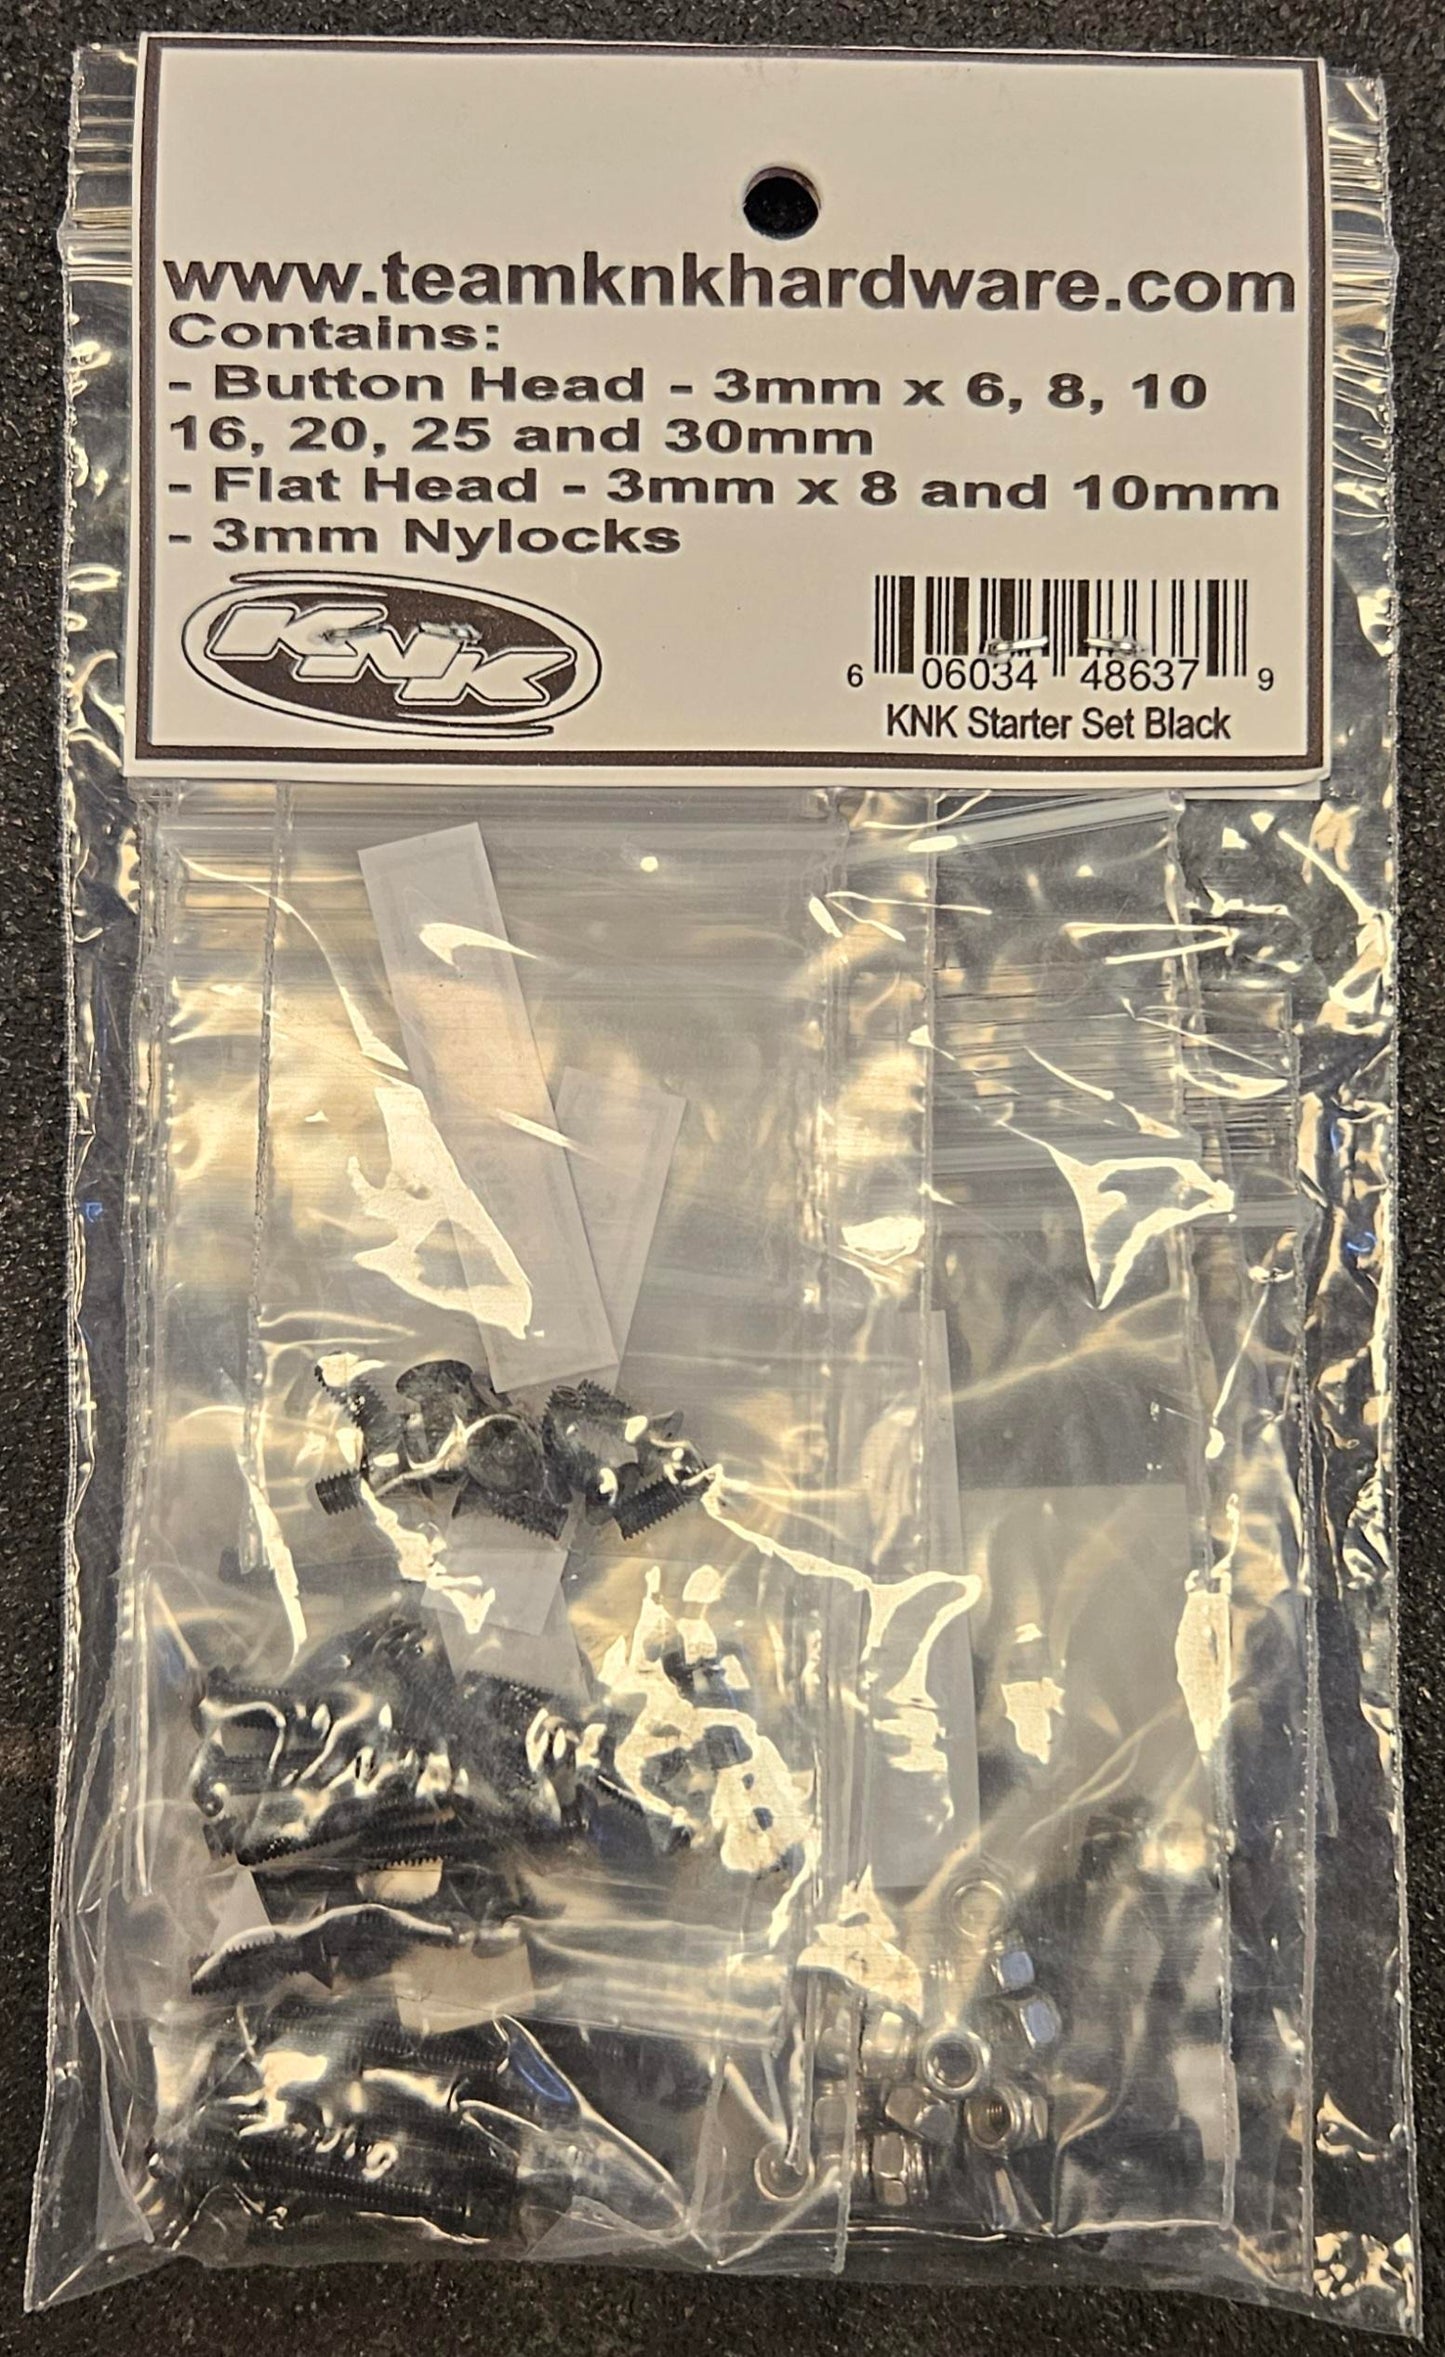 www.teamknkhardware.com
Contains:
- Button Head - 3mm x 6, 8, 10
16, 20, 25 and 30mm
- Flat Head - 3mm x 8 and 10mm
- 3mm Nylocks
KNK
6 06034 48637 9
KNK Starter Set Black